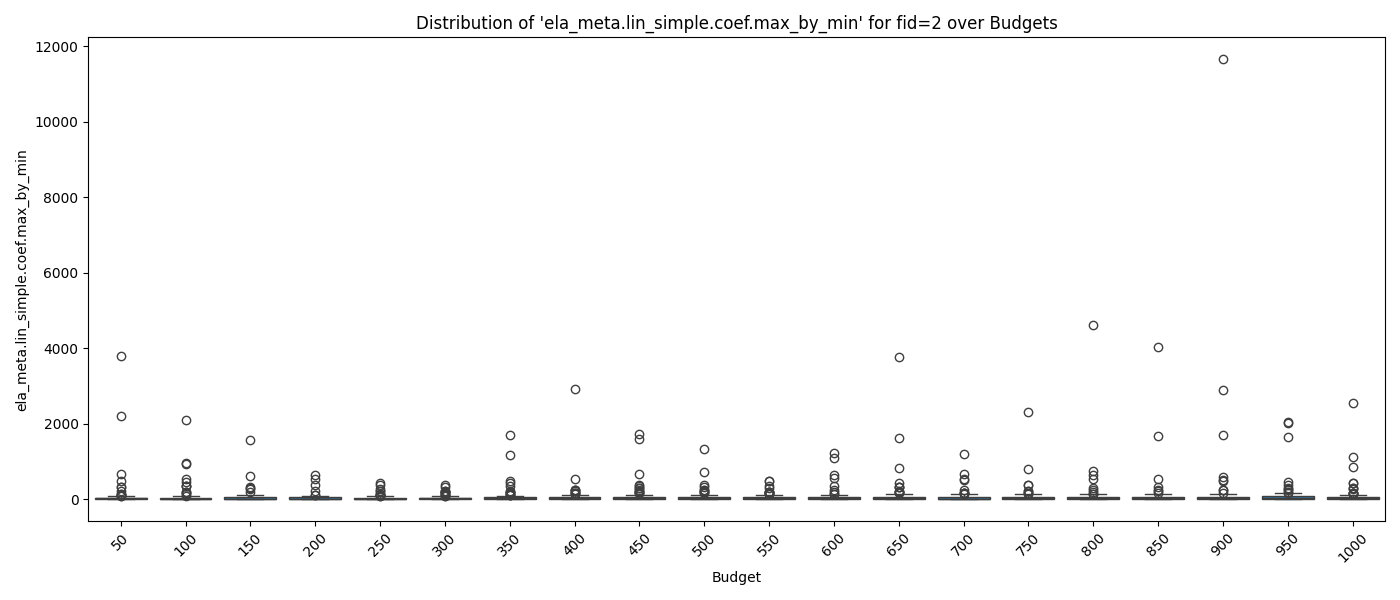 Distribution of 'ela_meta.lin_simple.coef.max_by_min' for fid=2 over Budgets
ela_meta.lin_simple.coef.max_by_min
12000
10000
8000
6000
4000
2000
0
50 100 150 200 250 300 350 400 450 500 550 600 650 700 750 800 850 900 950 1000
Budget